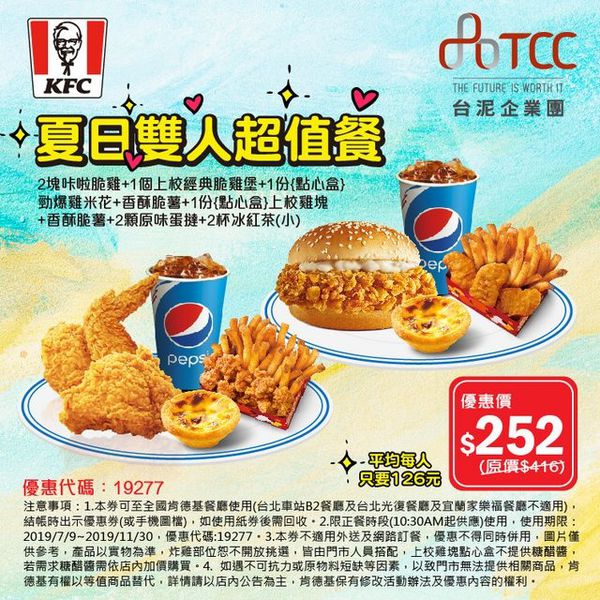 KFC
TCC
THE FUTURE IS WORTH IT
台泥企業團
夏日雙人超值餐
2塊咔啦脆雞+1個上校經典脆雞堡+1份{點心盒}
勁爆雞米花+香酥脆薯+1份{點心盒}上校雞塊
+香酥脆薯+2顆原味蛋撻+2杯冰紅茶(小)
pepsi
pepsi
優惠價
$252
(原價$416)
平均每人
只要126元
優惠代碼：19277
注意事項：1.本券可至全國肯德基餐廳使用(台北車站B2餐廳及台北光復餐廳及宜蘭家樂福餐廳不適用)，
結帳時出示優惠券(或手機圖檔)，如使用紙券後需回收。2.限正餐時段(10:30AM起供應)使用，使用期限：
2019/7/9~2019/11/30，優惠代碼:19277。3.本券不適用外送及網路訂餐，優惠不得同時併用，圖片僅
供參考，產品以實物為準，炸雞部位恕不開放挑選，皆由門市人員搭配，上校雞塊點心盒不提供糖醋醬，
若需求糖醋醬需依店內加價購買。4. 如遇不可抗力或原物料短缺等因素，以致門市無法提供相關商品，肯
德基有權以等值商品替代，詳情請以店內公告為主，肯德基保有修改活動辦法及優惠內容的權利。